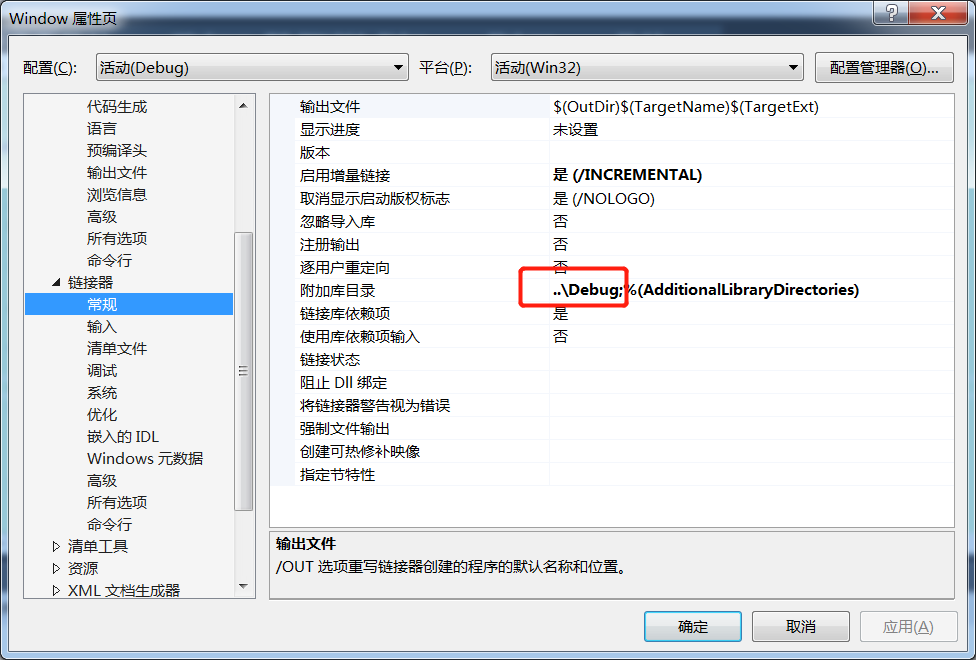 Window 属性页
配置(C): 活动(Debug) 平台(P): 活动(Win32) 配置管理器(O)...
代码生成
语言
预编译头
输出文件
浏览信息
高级
所有选项
命令行
链接器
常规
输入
清单文件
调试
系统
优化
嵌入的 IDL
Windows 元数据
高级
所有选项
命令行
清单工具
资源
XML 文档生成器
输出文件 $(OutDir)$(TargetName)$(TargetExt)
显示进度 未设置
版本
启用增量链接 是 (/INCREMENTAL)
取消显示启动版权标志 是 (/NOLOGO)
忽略导入库 否
注册输出 否
逐用户重定向 否
附加库目录 ..\Debug;%(AdditionalLibraryDirectories)
链接库依赖项 是
使用库依赖项输入 否
链接状态
阻止 Dll 绑定
将链接器警告视为错误
强制文件输出
创建可热修补映像
指定节特性
输出文件
/OUT 选项重写链接器创建的程序的默认名称和位置。
确定 取消 应用(A)